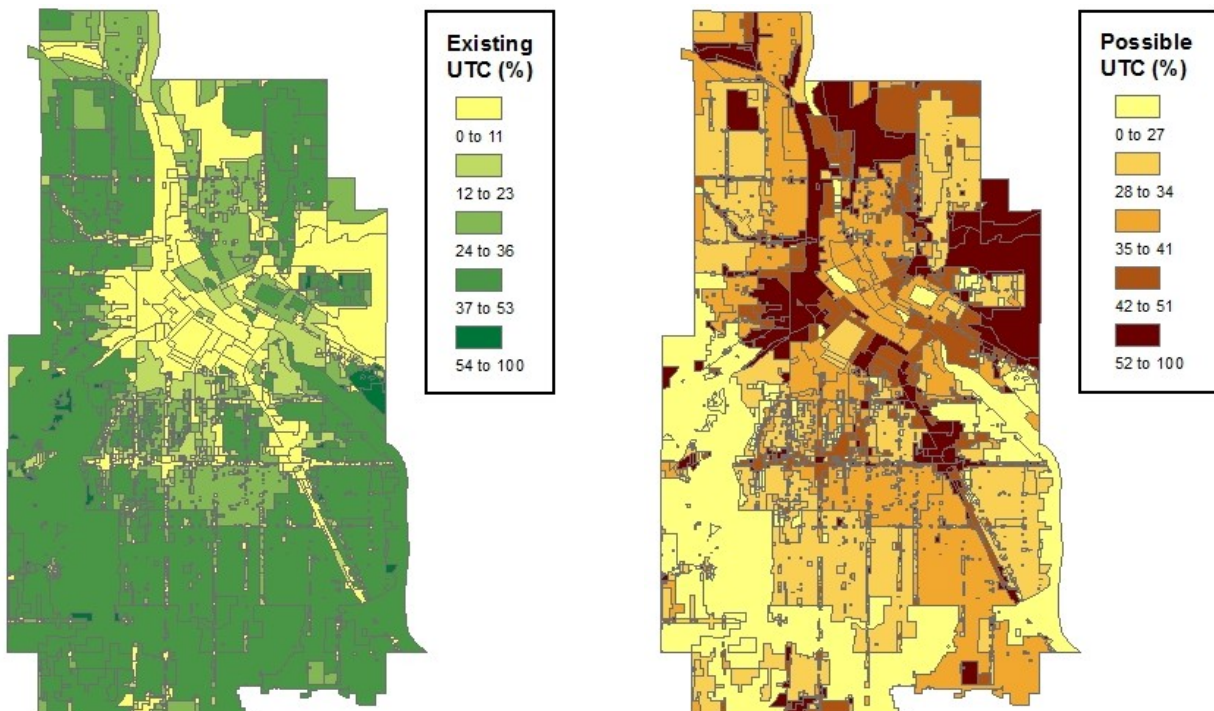 Existing
UTC (%)
0 to 11
12 to 23
24 to 36
37 to 53
54 to 100
Possible
UTC (%)
0 to 27
28 to 34
35 to 41
42 to 51
52 to 100